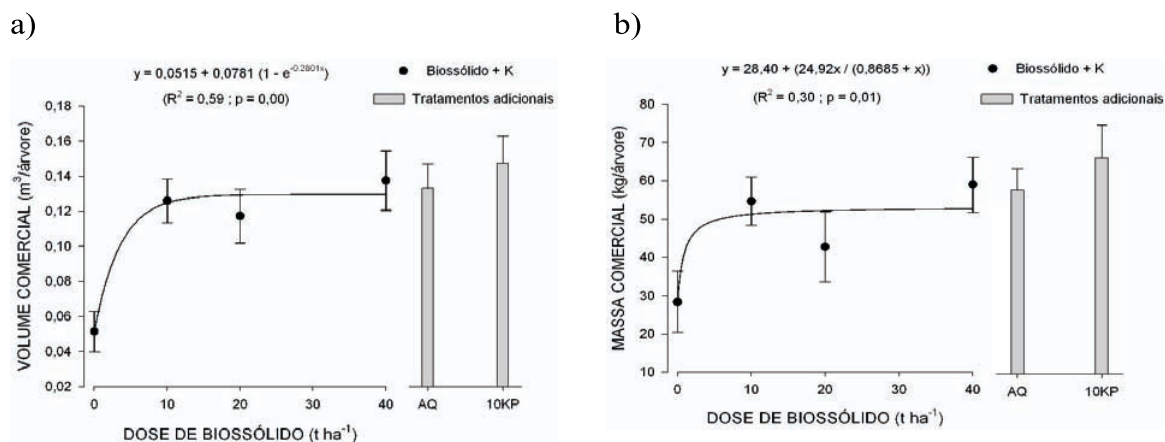 a)
y = 0,0515 + 0,0781 (1 - e^-0.2801x)
(R² = 0,59 ; p = 0,00)
● Biossólido + K
Tratamentos adicionais
VOLUME COMERCIAL (m³/árvore)
0,18
0,16
0,14
0,12
0,10
0,08
0,06
0,04
0,02
0 10 20 30 40 AQ 10KP
DOSE DE BIOSSÓLIDO (t ha⁻¹)
b)
y = 28,40 + (24,92x / (0,8685 + x))
(R² = 0,30 ; p = 0,01)
● Biossólido + K
Tratamentos adicionais
MASSA COMERCIAL (kg/árvore)
80
70
60
50
40
30
20
10
0 10 20 30 40 AQ 10KP
DOSE DE BIOSSÓLIDO (t ha⁻¹)